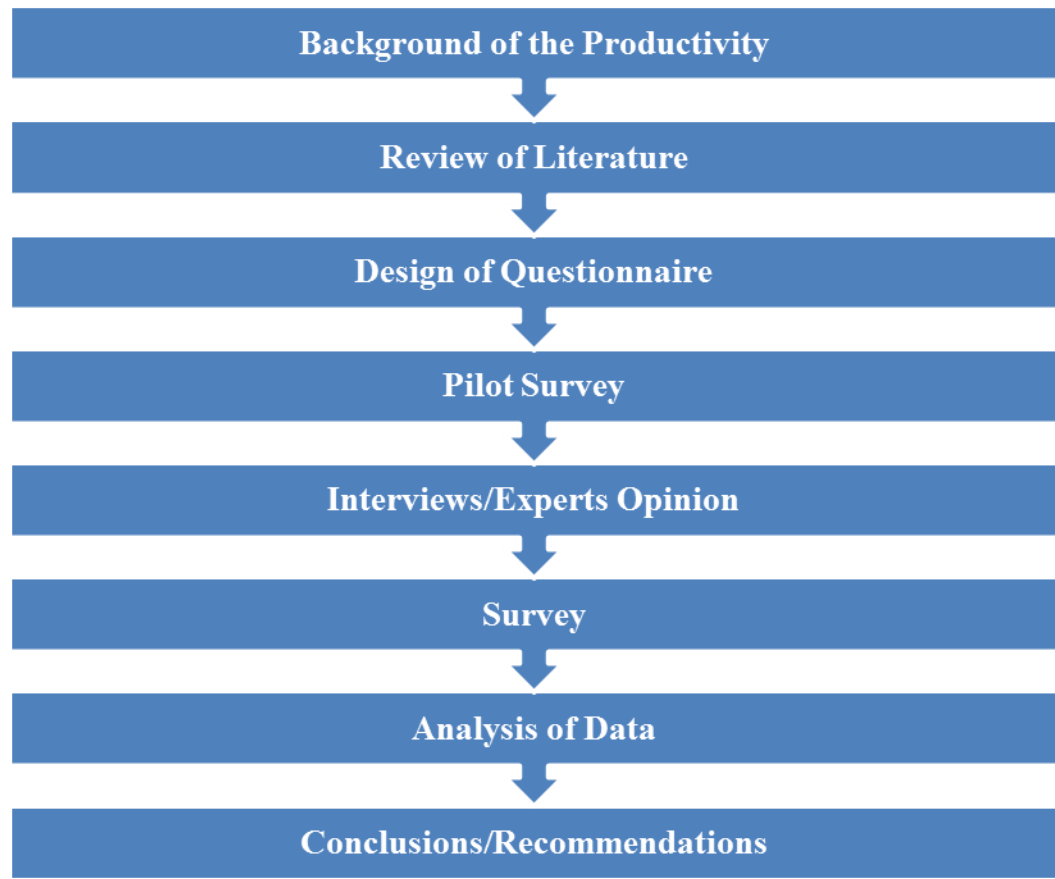 Background of the Productivity
Review of Literature
Design of Questionnaire
Pilot Survey
Interviews/Experts Opinion
Survey
Analysis of Data
Conclusions/Recommendations